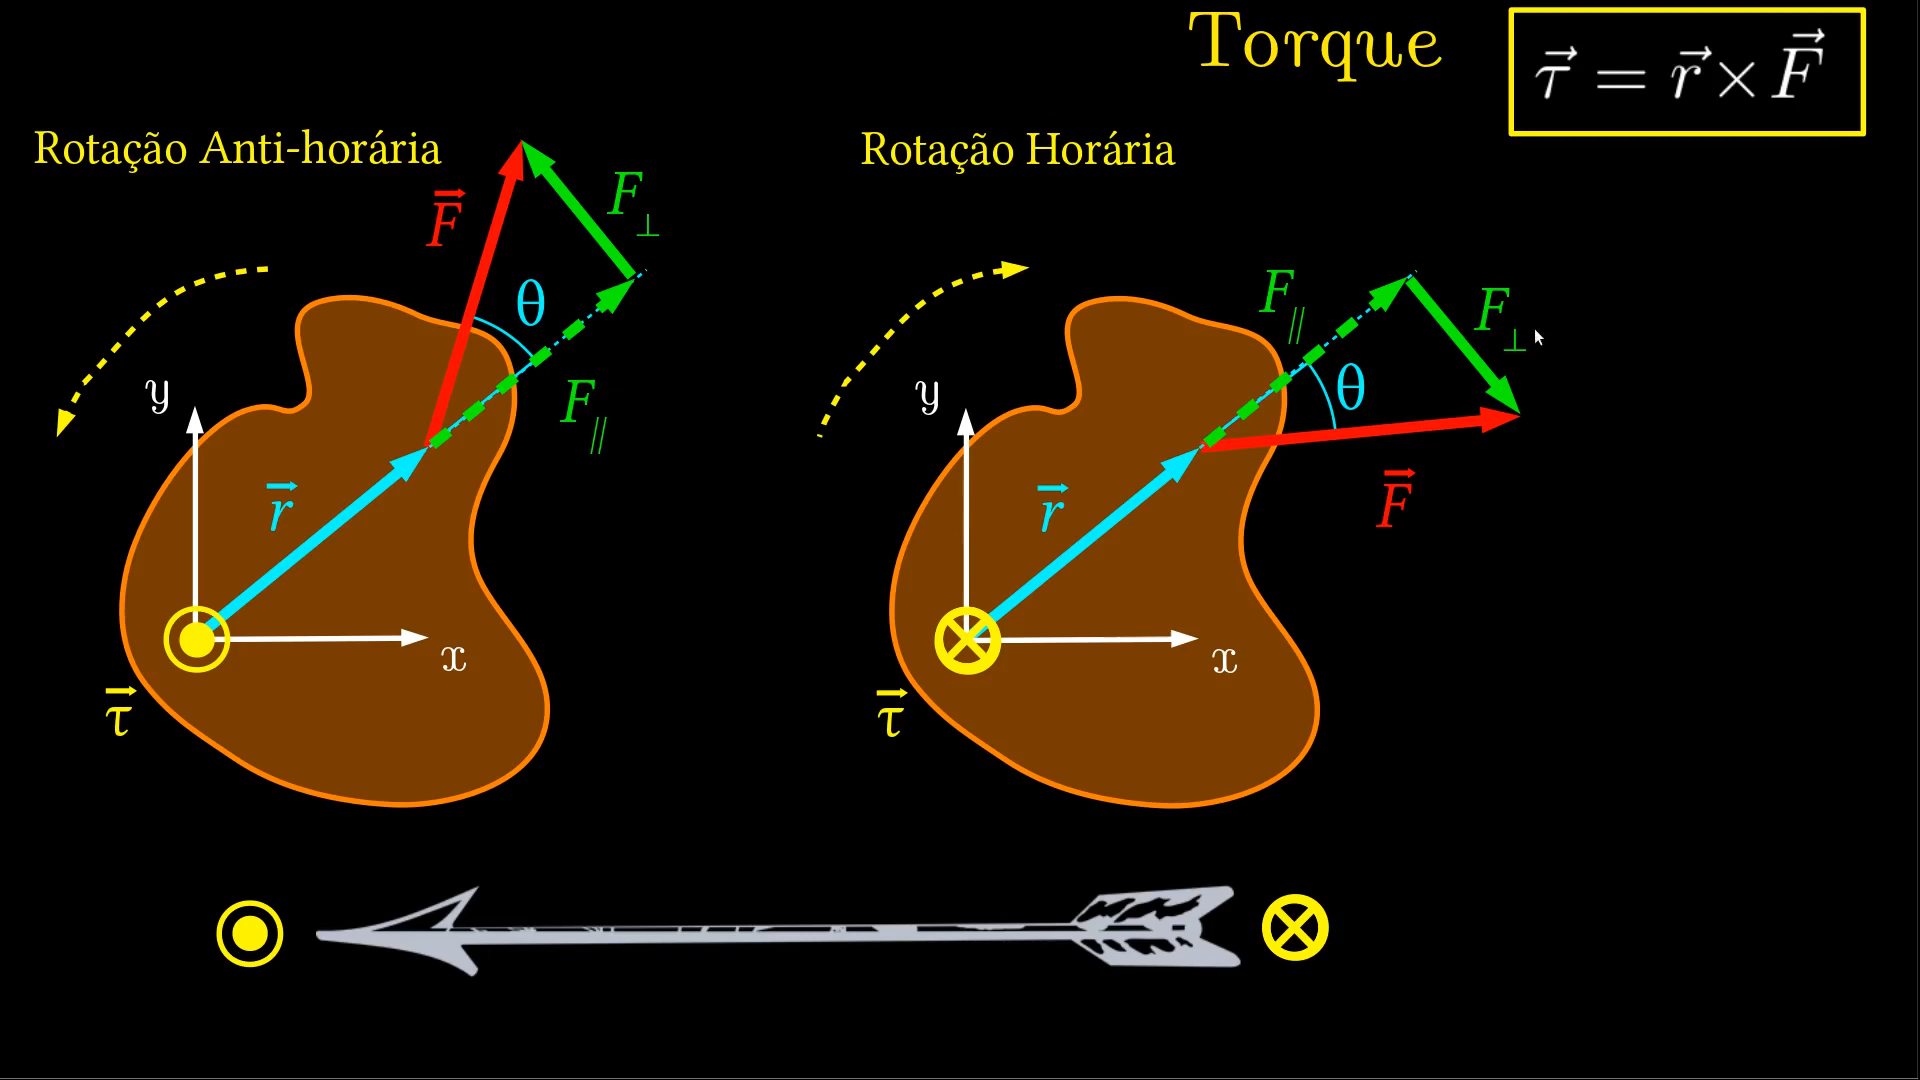 Torque
τ⃗ = r⃗ × F⃗
Rotação Anti-horária
F⃗
F⊥
θ
F//
y
r⃗
x
τ⃗
Rotação Horária
F//
F⊥
θ
y
r⃗
F⃗
x
τ⃗